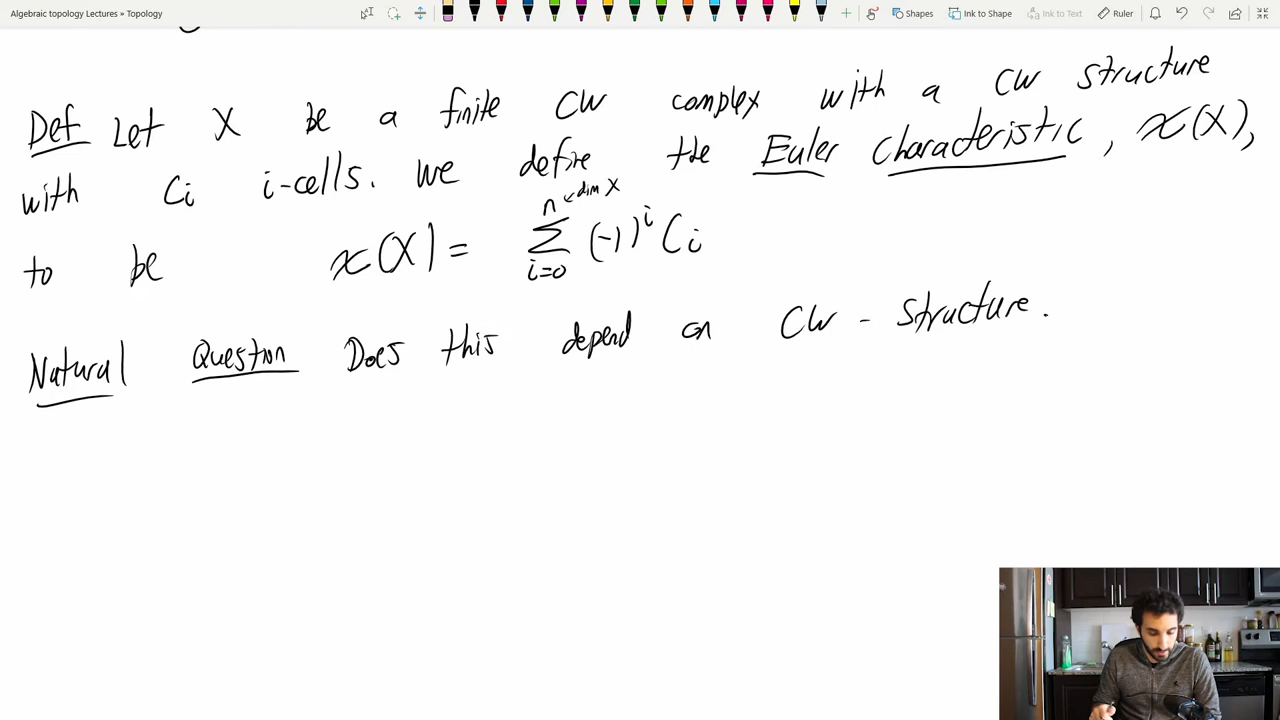 Algebraic topology Lectures » Topology
Shapes Ink to Shape Ink to Text Ruler
Def Let X be a finite CW complex with a CW structure
with Ci i-cells. We define the Euler characteristic, χ(X),
n ← dim X
to be χ(X) = Σ (-1)^i Ci
i=0
Natural Question Does this depend on CW - structure.